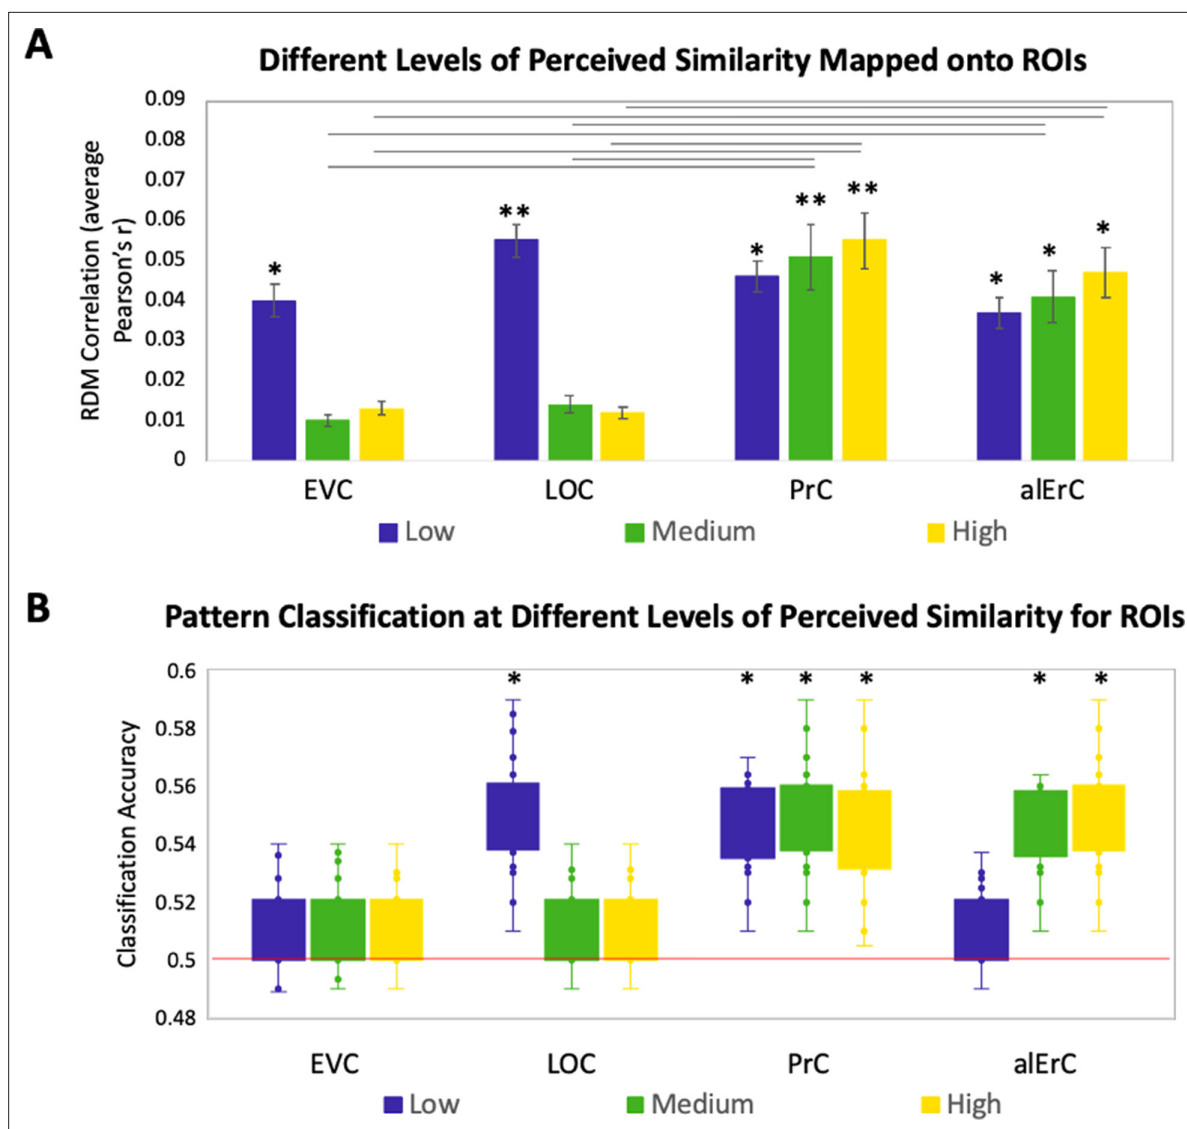 A
Different Levels of Perceived Similarity Mapped onto ROIs
RDM Correlation (average
Pearson's r)
0.09
0.08
0.07
0.06
0.05
0.04
0.03
0.02
0.01
0
*
**
*
**
**
*
*
*
EVC
LOC
PrC
alErC
Low
Medium
High
B
Pattern Classification at Different Levels of Perceived Similarity for ROIs
Classification Accuracy
0.6
0.58
0.56
0.54
0.52
0.5
0.48
*
*
*
*
*
*
EVC
LOC
PrC
alErC
Low
Medium
High